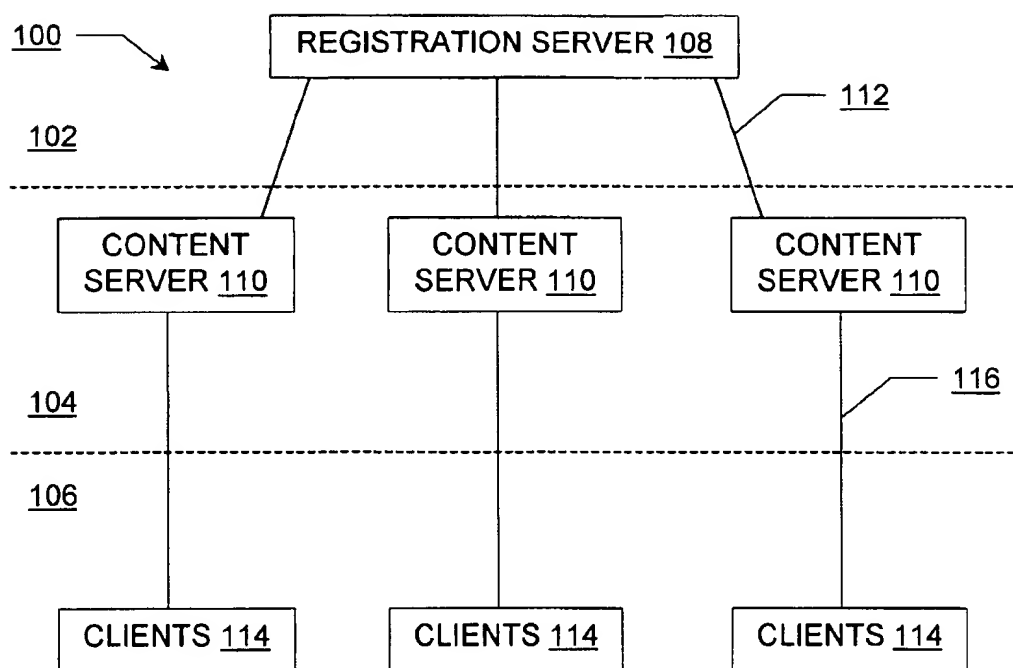 100
REGISTRATION SERVER 108
112
102
CONTENT
SERVER 110
CONTENT
SERVER 110
CONTENT
SERVER 110
116
104
106
CLIENTS 114
CLIENTS 114
CLIENTS 114